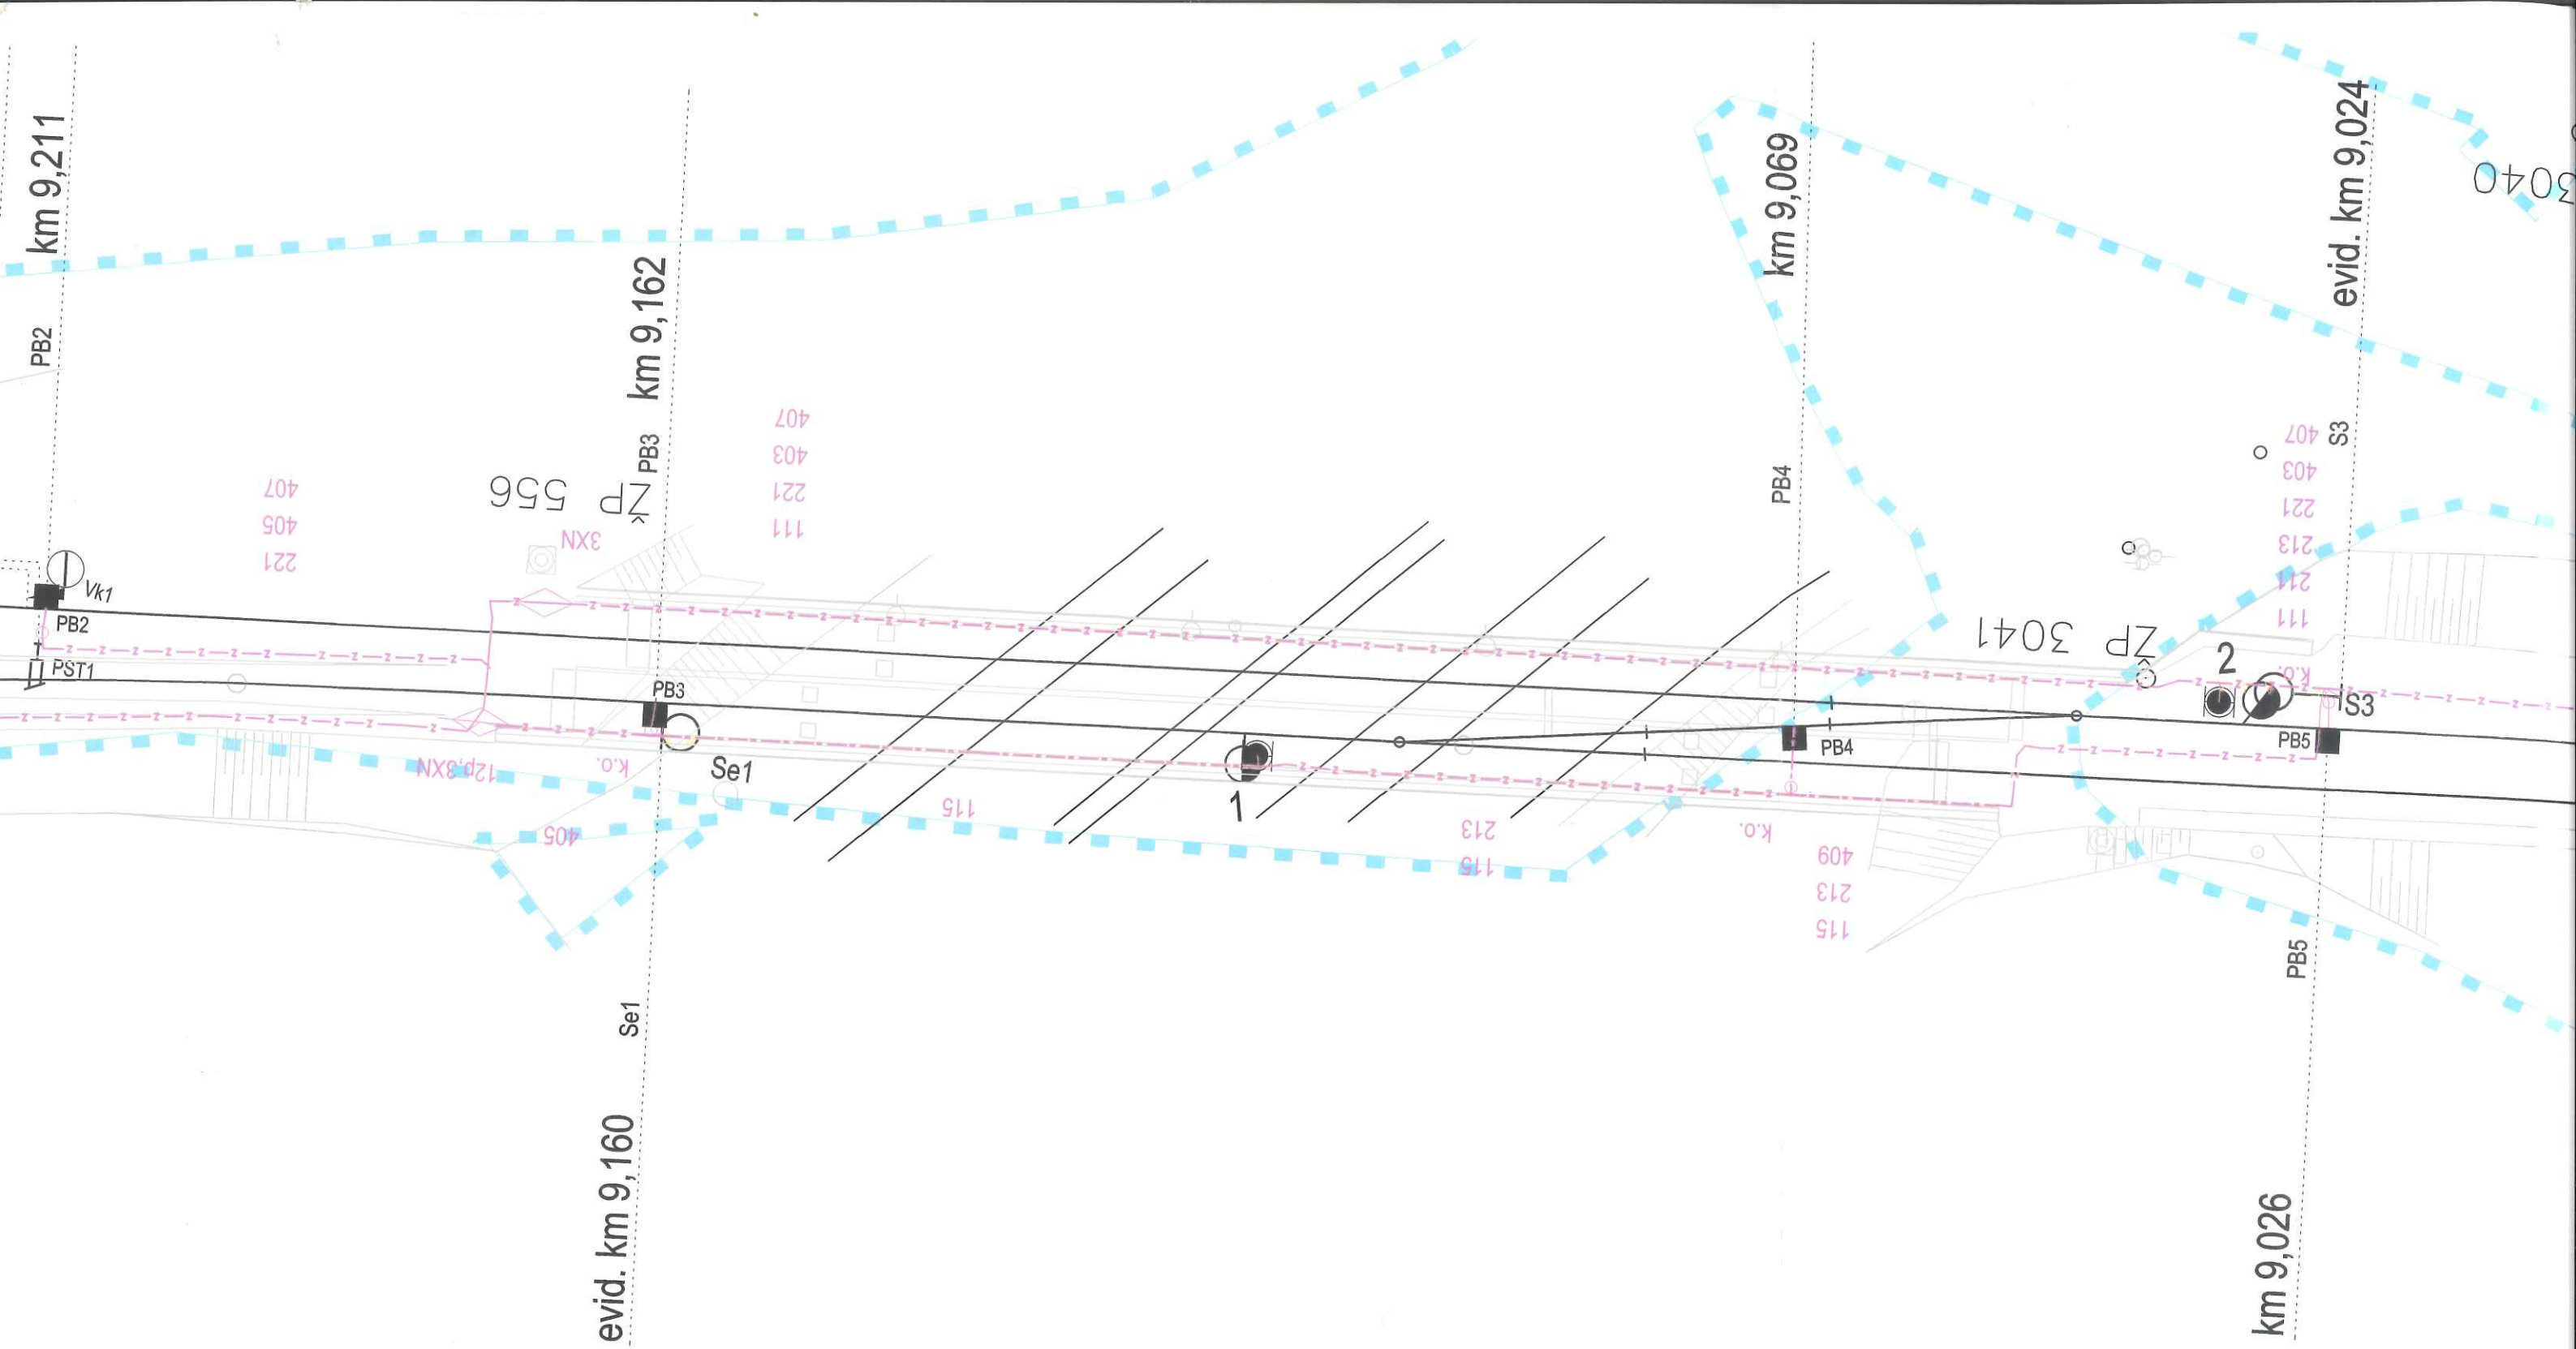 km 9,211
PB2
km 9,162
PB3
km 9,069
PB4
evid. km 9,024
S3
3040
407
405
221
ŽP 556
3XN
407
403
221
111
407
403
221
213
211
111
k.o.
ŽP 3041
Vk1
PB2
PST1
PB3
Se1
1
PB4
2
S3
PB5
12p,3XN
k.o.
405
115
213
115
k.o.
409
213
115
Se1
evid. km 9,160
PB5
km 9,026